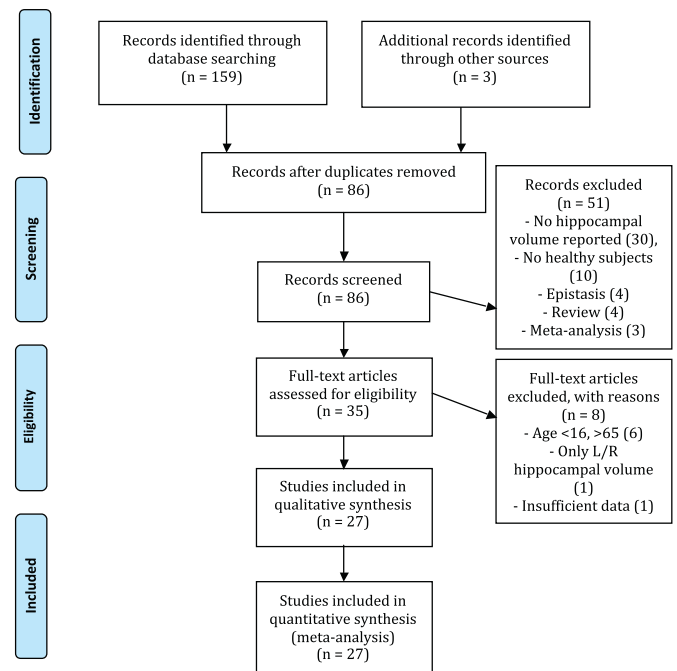 Identification
Records identified through
database searching
(n = 159)
Additional records identified
through other sources
(n = 3)
Records after duplicates removed
(n = 86)
Screening
Records screened
(n = 86)
Records excluded
(n = 51)
- No hippocampal
volume reported (30),
- No healthy subjects
(10)
- Epistasis (4)
- Review (4)
- Meta-analysis (3)
Eligibility
Full-text articles
assessed for eligibility
(n = 35)
Full-text articles
excluded, with reasons
(n = 8)
- Age <16, >65 (6)
- Only L/R
hippocampal volume
(1)
- Insufficient data (1)
Studies included in
qualitative synthesis
(n = 27)
Included
Studies included in
quantitative synthesis
(meta-analysis)
(n = 27)